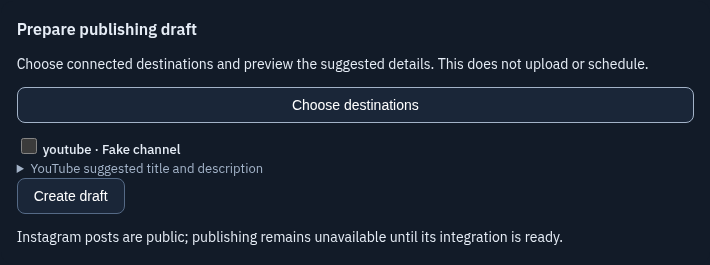 Prepare publishing draft
Choose connected destinations and preview the suggested details. This does not upload or schedule.
Choose destinations
youtube · Fake channel
YouTube suggested title and description
Create draft
Instagram posts are public; publishing remains unavailable until its integration is ready.